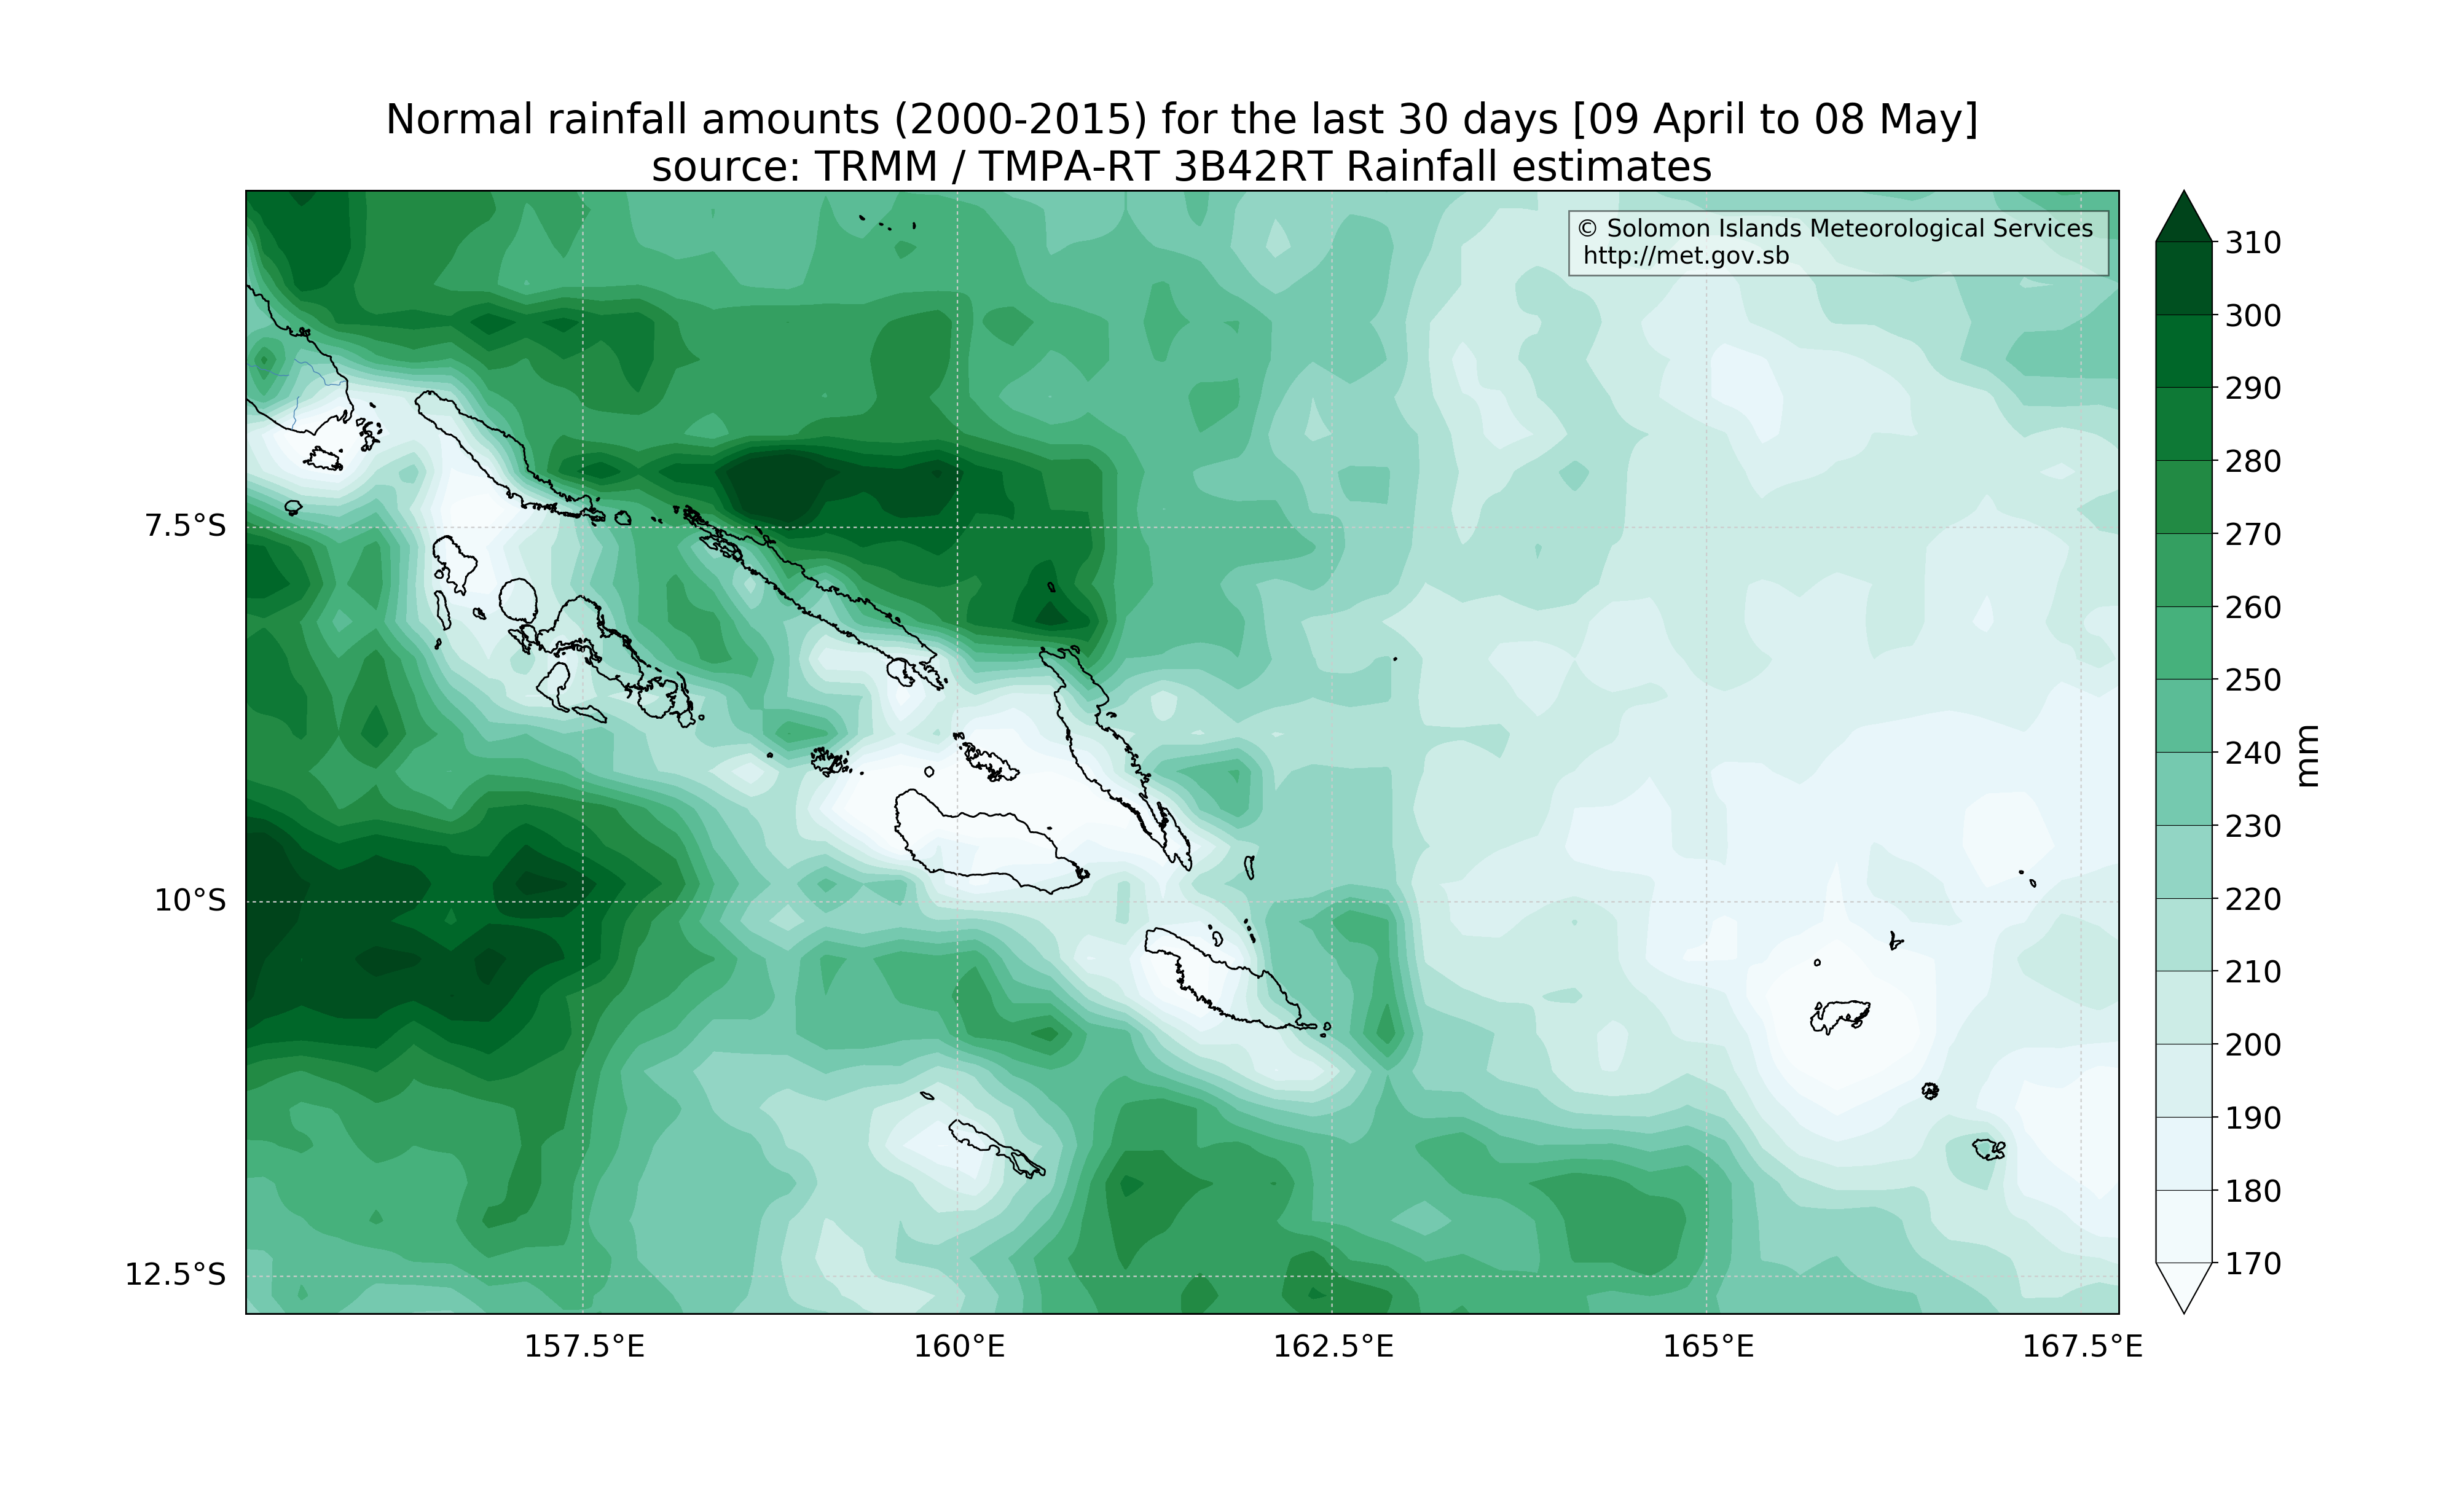 Normal rainfall amounts (2000-2015) for the last 30 days [09 April to 08 May]
source: TRMM / TMPA-RT 3B42RT Rainfall estimates
© Solomon Islands Meteorological Services
http://met.gov.sb
7.5°S
10°S
12.5°S
157.5°E
160°E
162.5°E
165°E
167.5°E
310
300
290
280
270
260
250
240
230
220
210
200
190
180
170
mm